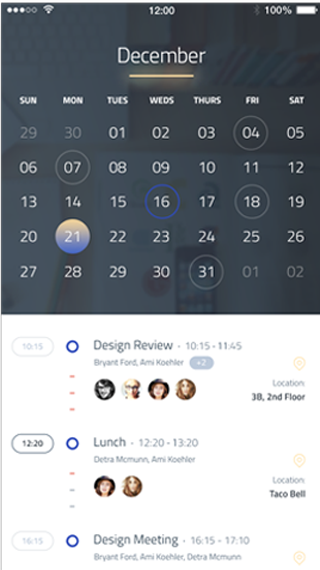 12:00
100%
December
SUN MON TUES WEDS THURS FRI SAT
29 30 01 02 03 04 05
06 07 08 09 10 11 12
13 14 15 16 17 18 19
20 21 22 23 24 25 26
27 28 29 30 31 01 02
10:15 Design Review - 10:15 - 11:45
Bryant Ford, Ami Koehler +2
Location:
3B, 2nd Floor
12:20 Lunch - 12:20 - 13:20
Detra Mcmunn, Ami Koehler
Location:
Taco Bell
16:15 Design Meeting - 16:15 - 17:10
Bryant Ford, Ami Koehler, Detra Mcmunn